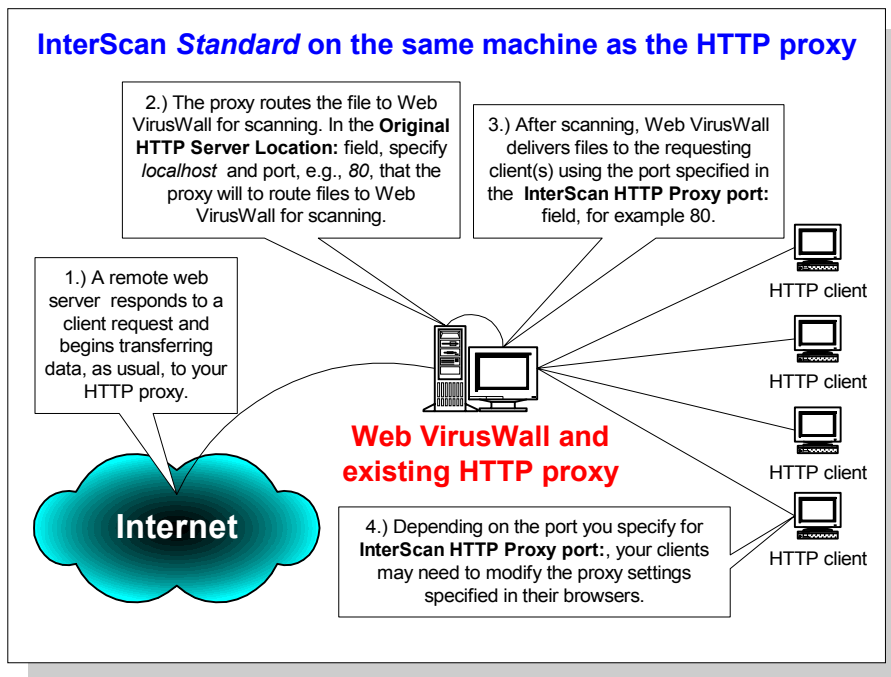 InterScan Standard on the same machine as the HTTP proxy
2.) The proxy routes the file to Web
VirusWall for scanning. In the Original
HTTP Server Location: field, specify
localhost and port, e.g., 80, that the
proxy will to route files to Web
VirusWall for scanning.
3.) After scanning, Web VirusWall
delivers files to the requesting
client(s) using the port specified in
the InterScan HTTP Proxy port:
field, for example 80.
1.) A remote web
server responds to a
client request and
begins transferring
data, as usual, to your
HTTP proxy.
HTTP client
HTTP client
HTTP client
HTTP client
Web VirusWall and
existing HTTP proxy
Internet
4.) Depending on the port you specify for
InterScan HTTP Proxy port:, your clients
may need to modify the proxy settings
specified in their browsers.